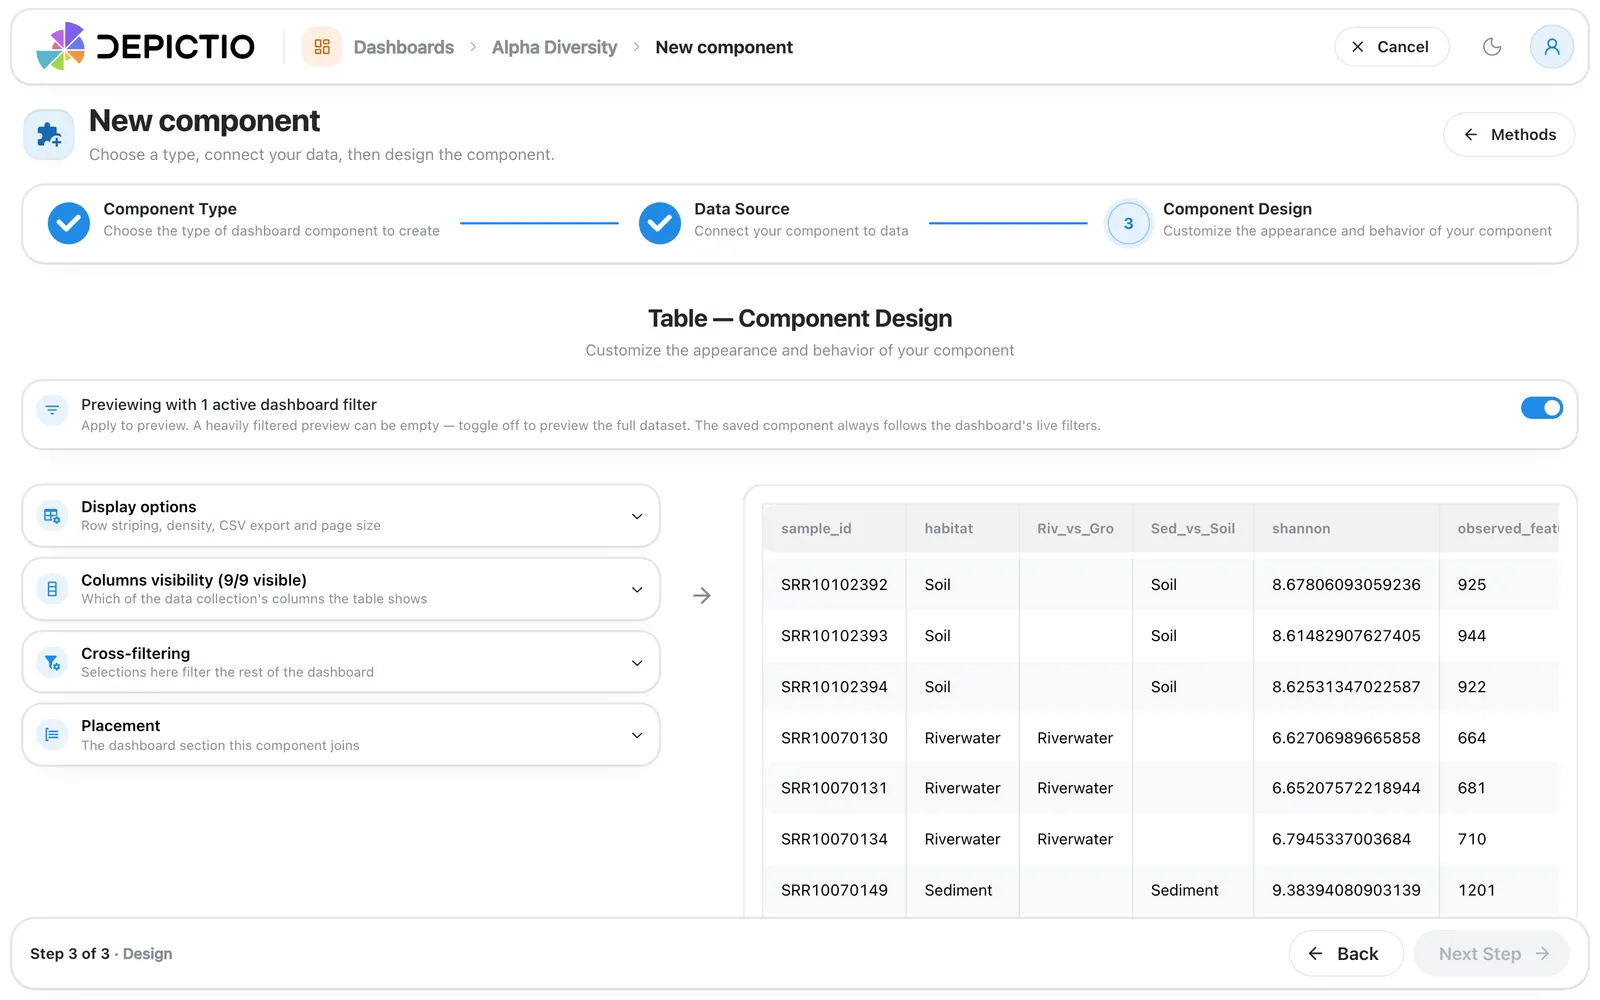 DEPICTIO
Dashboards > Alpha Diversity > New component
Cancel
New component
Choose a type, connect your data, then design the component.
Methods
Component Type
Choose the type of dashboard component to create
Data Source
Connect your component to data
3
Component Design
Customize the appearance and behavior of your component
Table — Component Design
Customize the appearance and behavior of your component
Previewing with 1 active dashboard filter
Apply to preview. A heavily filtered preview can be empty — toggle off to preview the full dataset. The saved component always follows the dashboard's live filters.
Display options
Row striping, density, CSV export and page size
Columns visibility (9/9 visible)
Which of the data collection's columns the table shows
Cross-filtering
Selections here filter the rest of the dashboard
Placement
The dashboard section this component joins
sample_id habitat Riv_vs_Gro Sed_vs_Soil shannon observed_feat
SRR10102392 Soil Soil 8.67806093059236 925
SRR10102393 Soil Soil 8.61482907627405 944
SRR10102394 Soil Soil 8.62531347022587 922
SRR10070130 Riverwater Riverwater 6.62706989665858 664
SRR10070131 Riverwater Riverwater 6.65207572218944 681
SRR10070134 Riverwater Riverwater 6.7945337003684 710
SRR10070149 Sediment Sediment 9.38394080903139 1201
Step 3 of 3 · Design
Back
Next Step